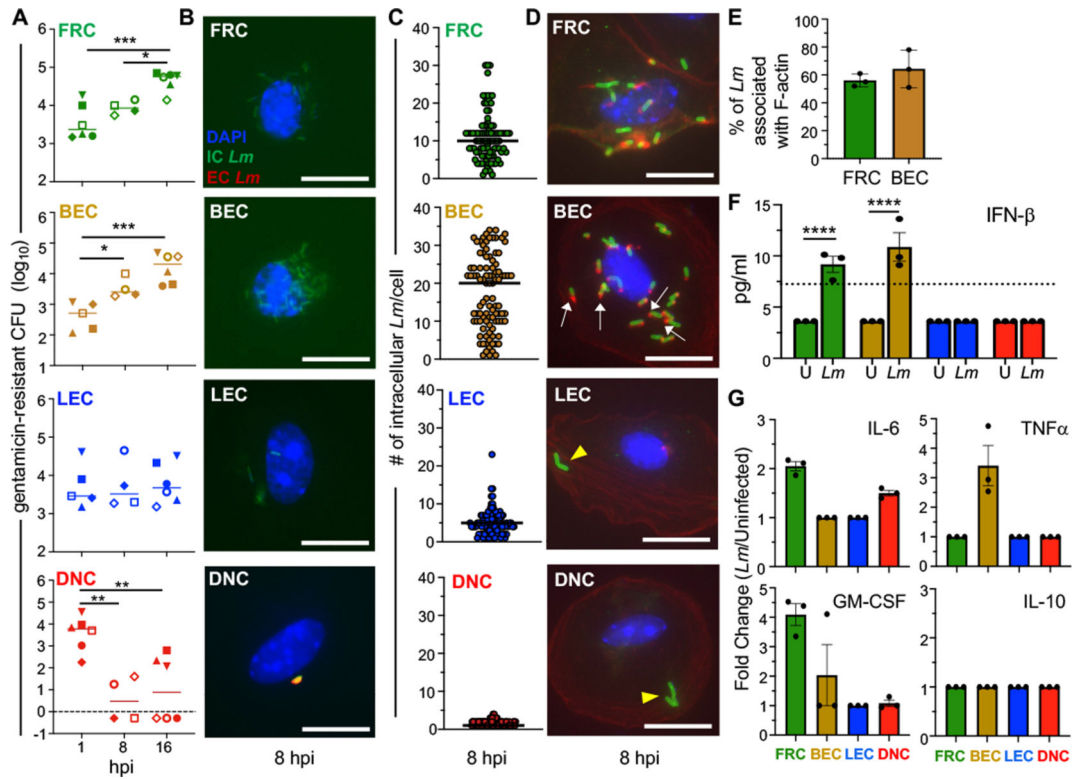 A
gentamicin-resistant CFU (log10)
FRC
***
*
6
5
4
3
2
BEC
***
*
5
4
3
2
1
LEC
6
5
4
3
2
DNC
**
**
5
4
3
2
1
0
-1
1 8 16
hpi
B
FRC
DAPI
IC Lm
EC Lm
BEC
LEC
DNC
8 hpi
C
# of intracellular Lm/cell
FRC
40
30
20
10
0
BEC
40
30
20
10
0
LEC
40
30
20
10
0
DNC
40
30
20
10
0
D
FRC
BEC
LEC
DNC
8 hpi
E
% of Lm
associated
with F-actin
100
80
60
40
20
0
FRC BEC
F
IFN-β
pg/ml
15
10
5
0
****
****
U Lm U Lm U Lm U Lm
G
Fold Change (Lm/Uninfected)
IL-6
3
2
1
0
TNFα
5
4
3
2
1
0
GM-CSF
5
4
3
2
1
0
IL-10
3
2
1
0
FRC BEC LEC DNC
FRC BEC LEC DNC